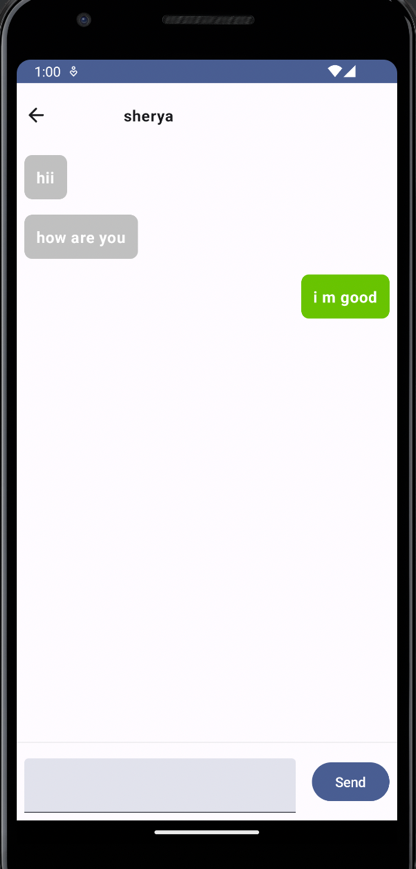 1:00
sherya
hii
how are you
i m good
Send